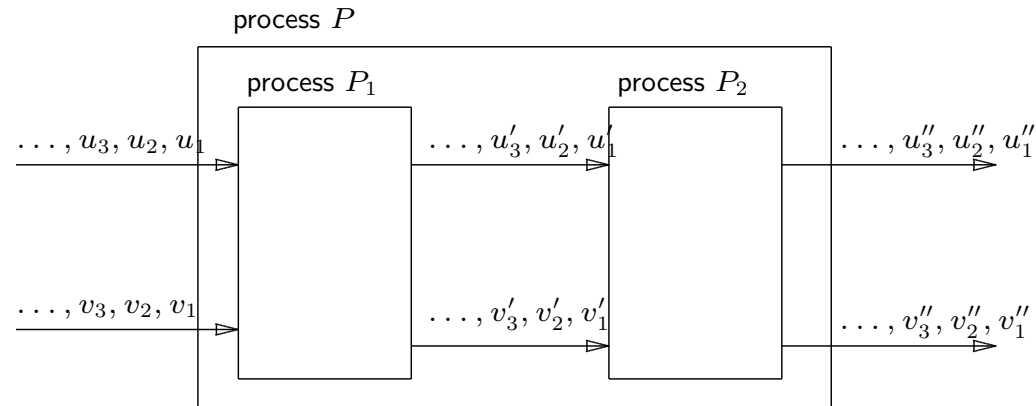 process P
process P₁
process P₂
. . . , u₃, u₂, u₁
. . . , u′₃, u′₂, u′₁
. . . , u″₃, u″₂, u″₁
. . . , v₃, v₂, v₁
. . . , v′₃, v′₂, v′₁
. . . , v″₃, v″₂, v″₁